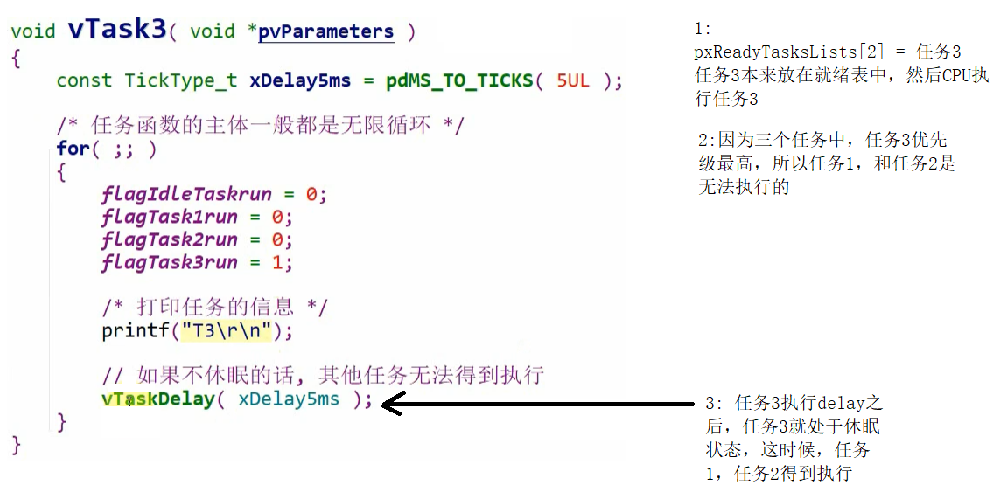 void vTask3( void *pvParameters )
{
const TickType_t xDelay5ms = pdMS_TO_TICKS( 5UL );
/* 任务函数的主体一般都是无限循环 */
for( ;; )
{
flagIdleTaskrun = 0;
flagTask1run = 0;
flagTask2run = 0;
flagTask3run = 1;
/* 打印任务的信息 */
printf("T3\r\n");
// 如果不休眠的话, 其他任务无法得到执行
vTaskDelay( xDelay5ms );
}
}
1:
pxReadyTasksLists[2] = 任务3
任务3本来放在就绪表中，然后CPU执
行任务3
2:因为三个任务中，任务3优先
级最高，所以任务1，和任务2是
无法执行的
3: 任务3执行delay之
后，任务3就处于休眠
状态，这时候，任务
1，任务2得到执行